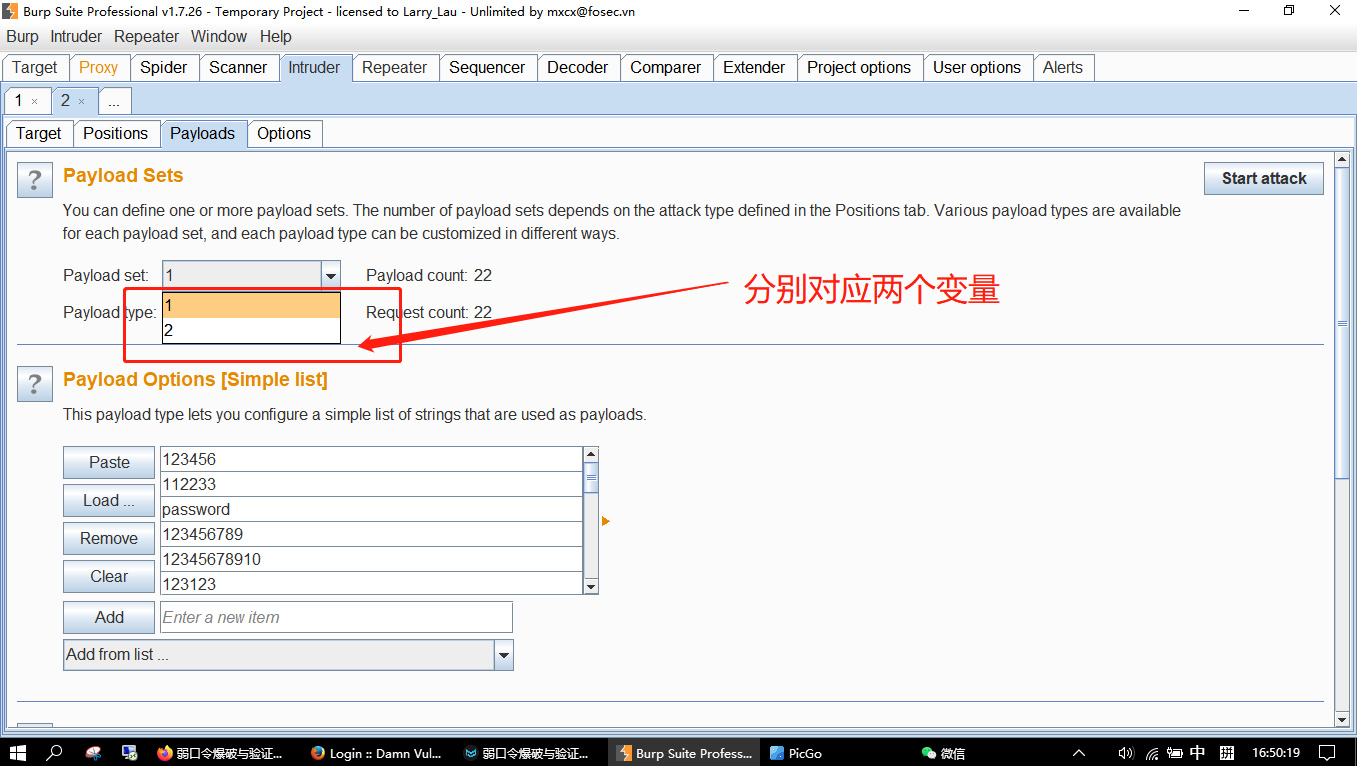 Burp Suite Professional v1.7.26 - Temporary Project - licensed to Larry_Lau - Unlimited by mxcx@fosec.vn
Burp Intruder Repeater Window Help
Target Proxy Spider Scanner Intruder Repeater Sequencer Decoder Comparer Extender Project options User options Alerts
1 × 2 × ...
Target Positions Payloads Options
? Payload Sets Start attack
You can define one or more payload sets. The number of payload sets depends on the attack type defined in the Positions tab. Various payload types are available
for each payload set, and each payload type can be customized in different ways.
Payload set: 1 Payload count: 22
分别对应两个变量
Payload type: 1 Request count: 22
2
? Payload Options [Simple list]
This payload type lets you configure a simple list of strings that are used as payloads.
Paste 123456
112233
Load ... password
Remove 123456789
12345678910
Clear 123123
Add Enter a new item
Add from list ...
弱口令爆破与验证... Login :: Damn Vul... 弱口令爆破与验证... Burp Suite Profess... PicGo 微信 中 拼 16:50:19